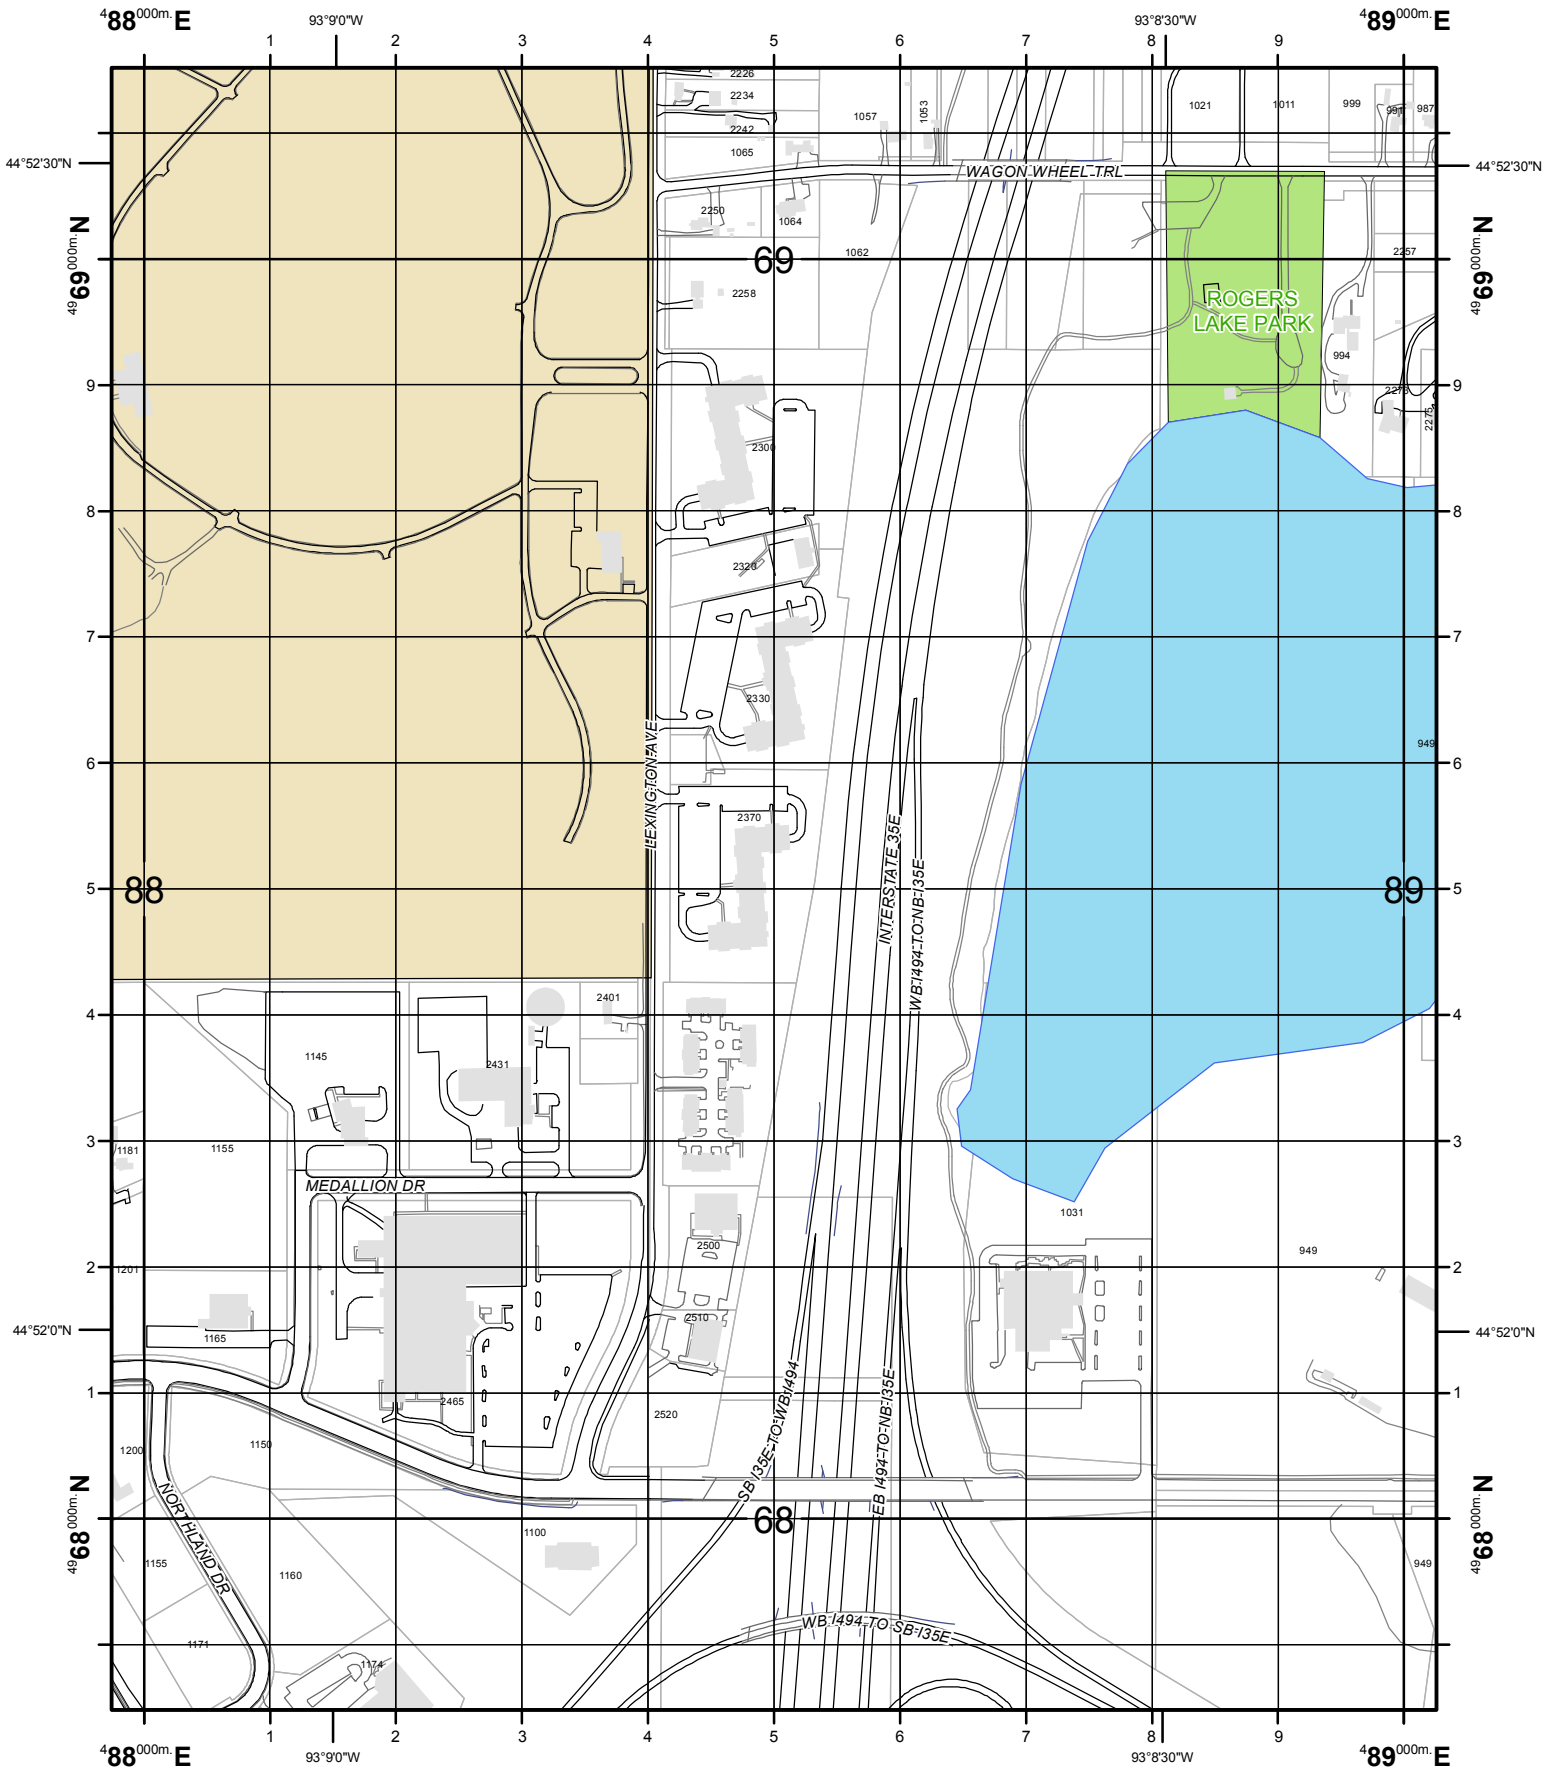 488000m. E
93°9'0"W
93°8'30"W
489000m. E
1 2 3 4 5 6 7 8 9
2226
2234
2242
1065
1057
1053
1021
1011
999
991
987
44°52'30"N
44°52'30"N
WAGON WHEEL TRL
2250
1064
1062
4969000m. N
69
2257
4969000m. N
2258
ROGERS
LAKE PARK
994
9
9
2300
2275
8
8
2320
7
7
2330
LEXINGTON AVE
949
6
6
2370
INTERSTATE 35E
WB I494 TO NB I35E
88
5
5
89
2401
4
4
1145
2431
3
3
1181
1155
MEDALLION DR
1031
2500
949
1201
2
2
2510
1165
44°52'0"N
44°52'0"N
SB I35E TO WB I494
EB I494 TO NB I35E
1
1
2465
2520
1200
1150
4968000m. N
NORTHLAND DR
68
4968000m. N
1100
1155
1160
949
WB I494 TO SB I35E
1171
1174
1 2 3 4 5 6 7 8 9
488000m. E
93°9'0"W
93°8'30"W
489000m. E